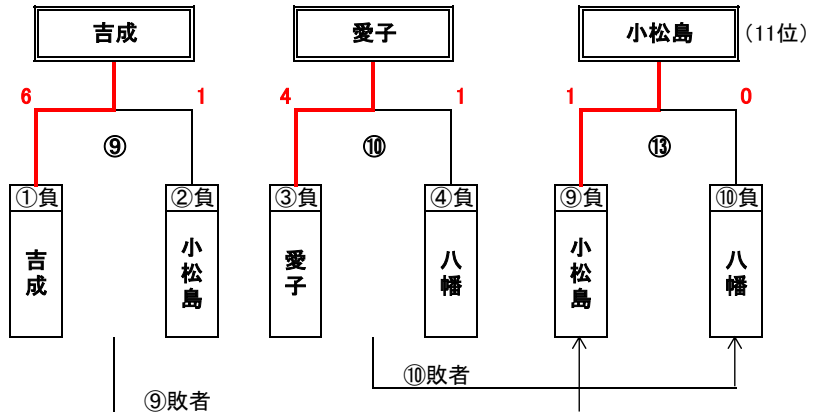 吉成 愛子 小松島 (11位)
6 1 4 1 1 0
⑨ ⑩ ⑬
①負 ②負 ③負 ④負 ⑨負 ⑩負
吉成 小松島 愛子 八幡 小松島 八幡
⑩敗者
⑨敗者